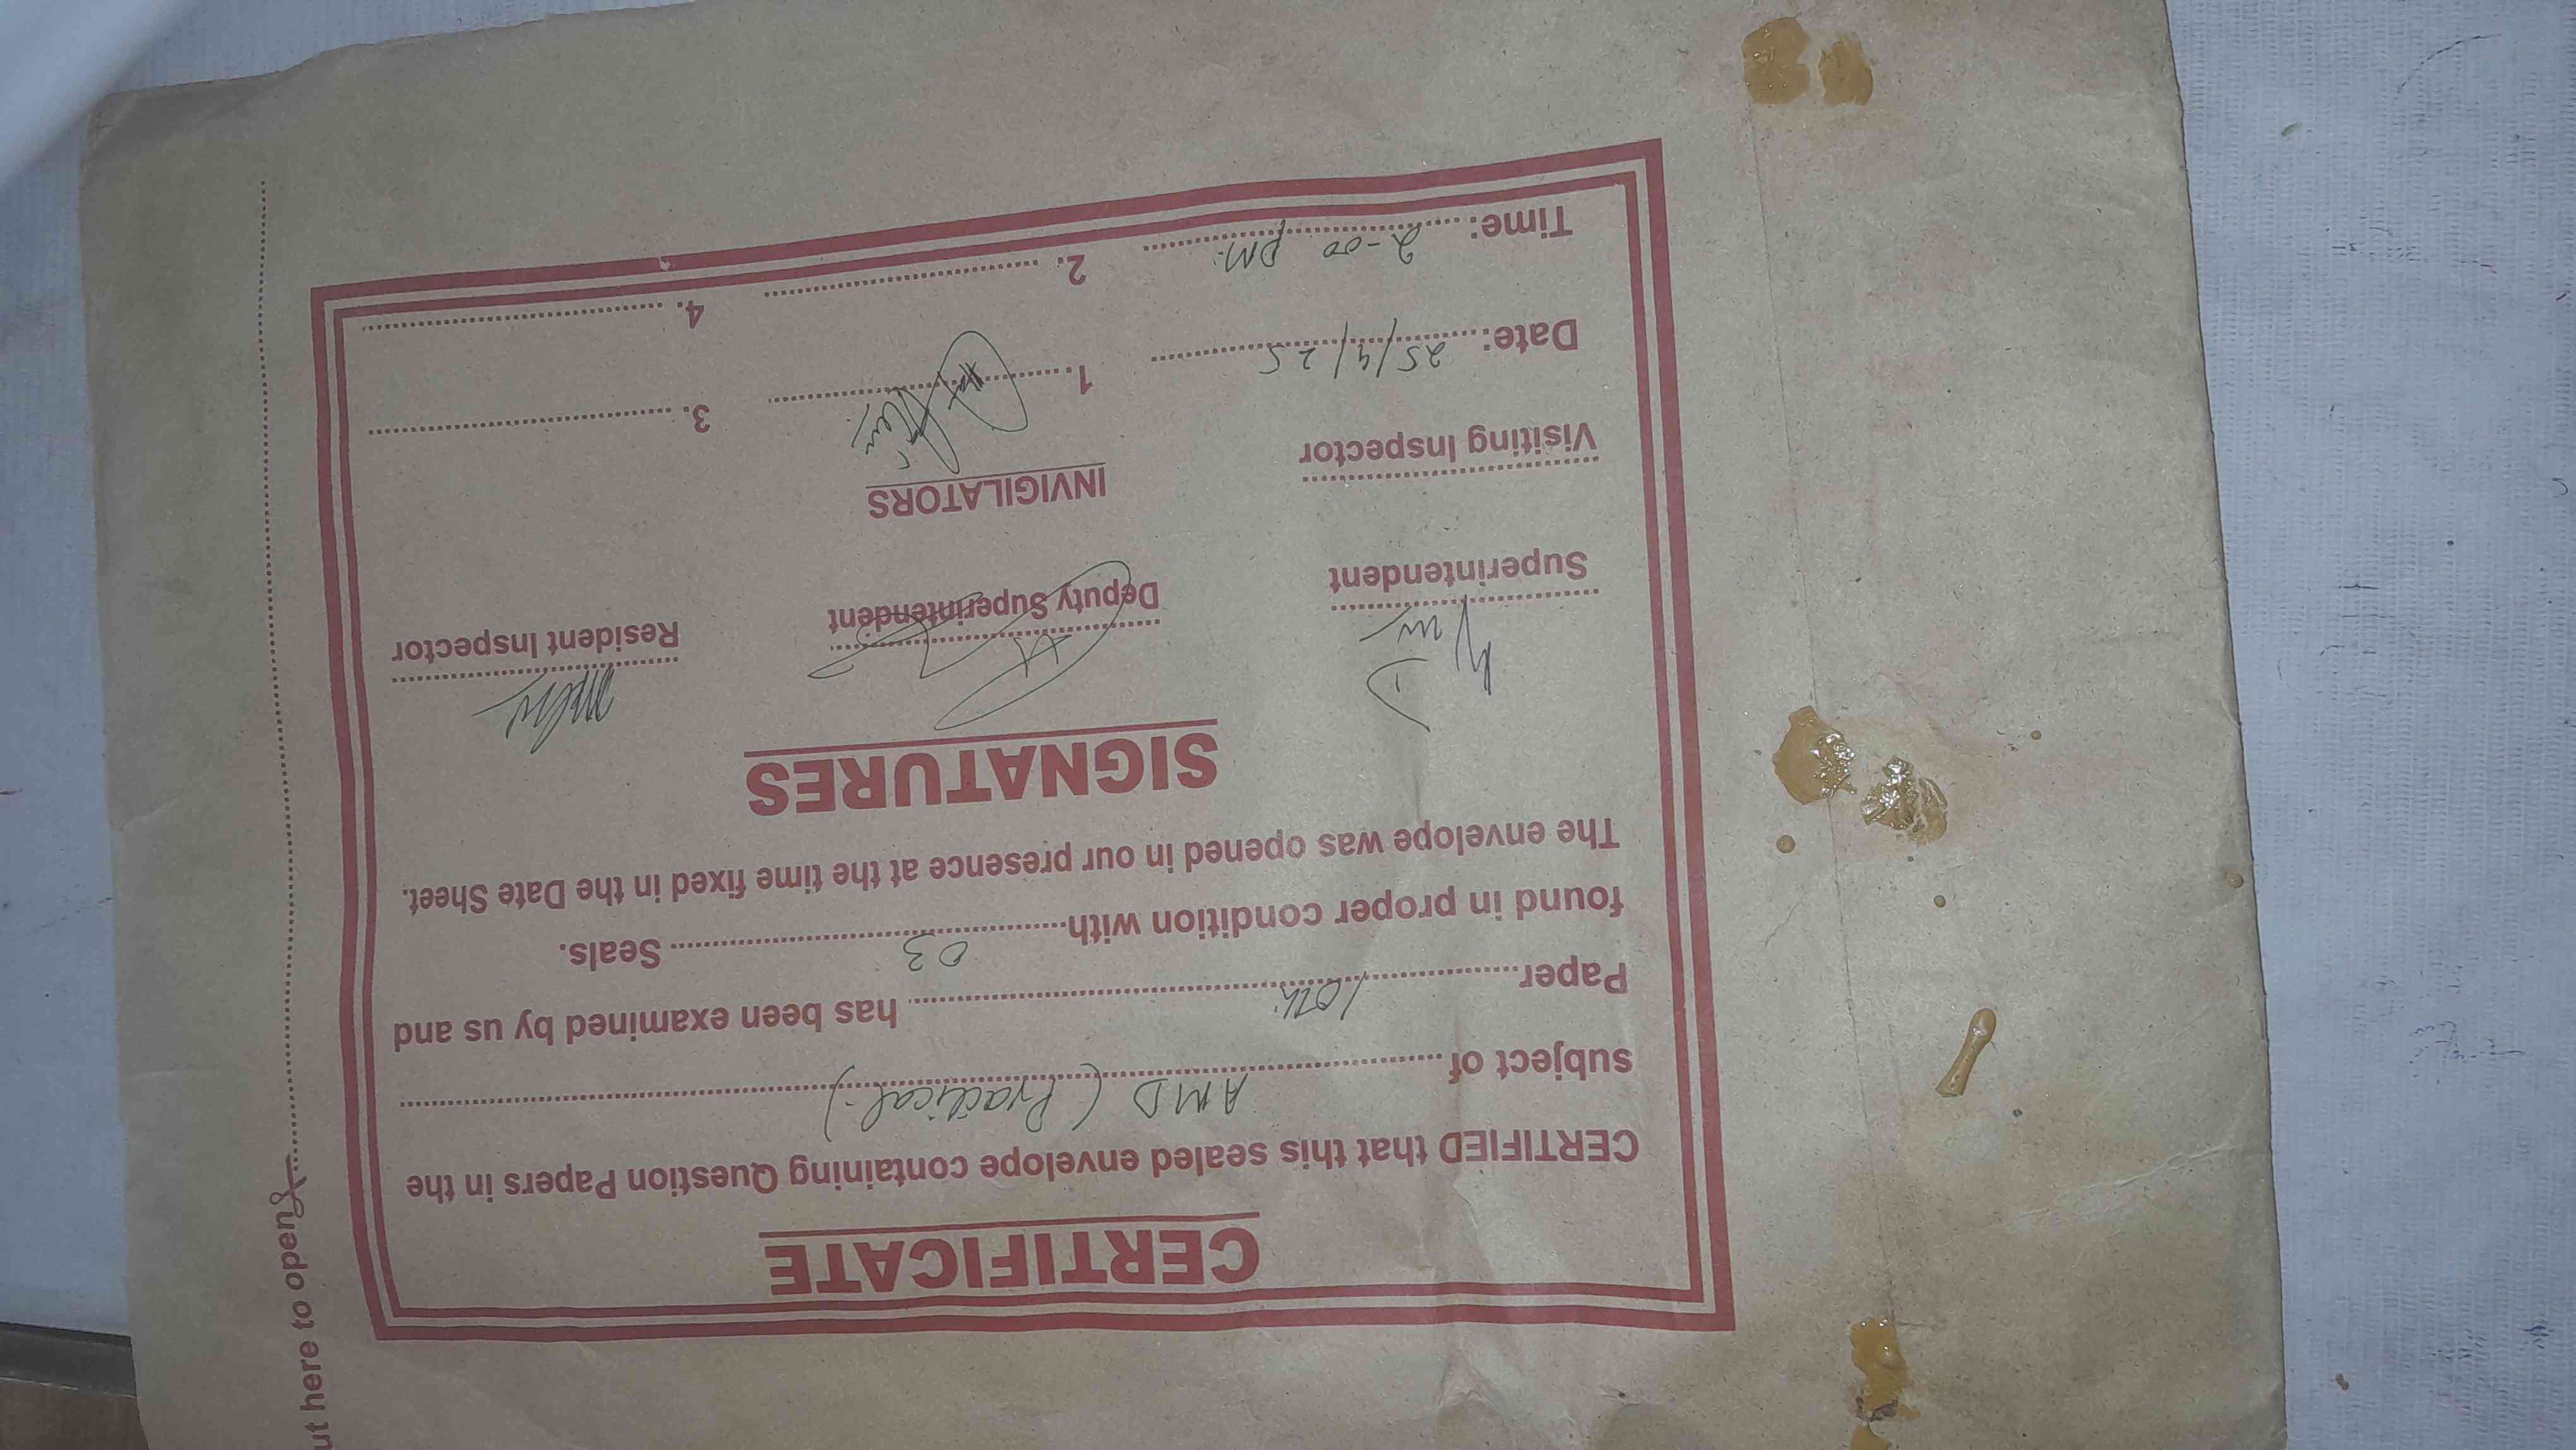 CERTIFICATE
CERTIFIED that this sealed envelope containing Question Papers in the
subject of AMD (Practical)
Paper 10th has been examined by us and
found in proper condition with 03 Seals.
The envelope was opened in our presence at the time fixed in the Date Sheet.
SIGNATURES
Superintendent Deputy Superintendent Resident Inspector
Visiting Inspector INVIGILATORS
Date: 25/4/25 1. 3.
Time: 2-00 PM. 2. 4.
ut here to open